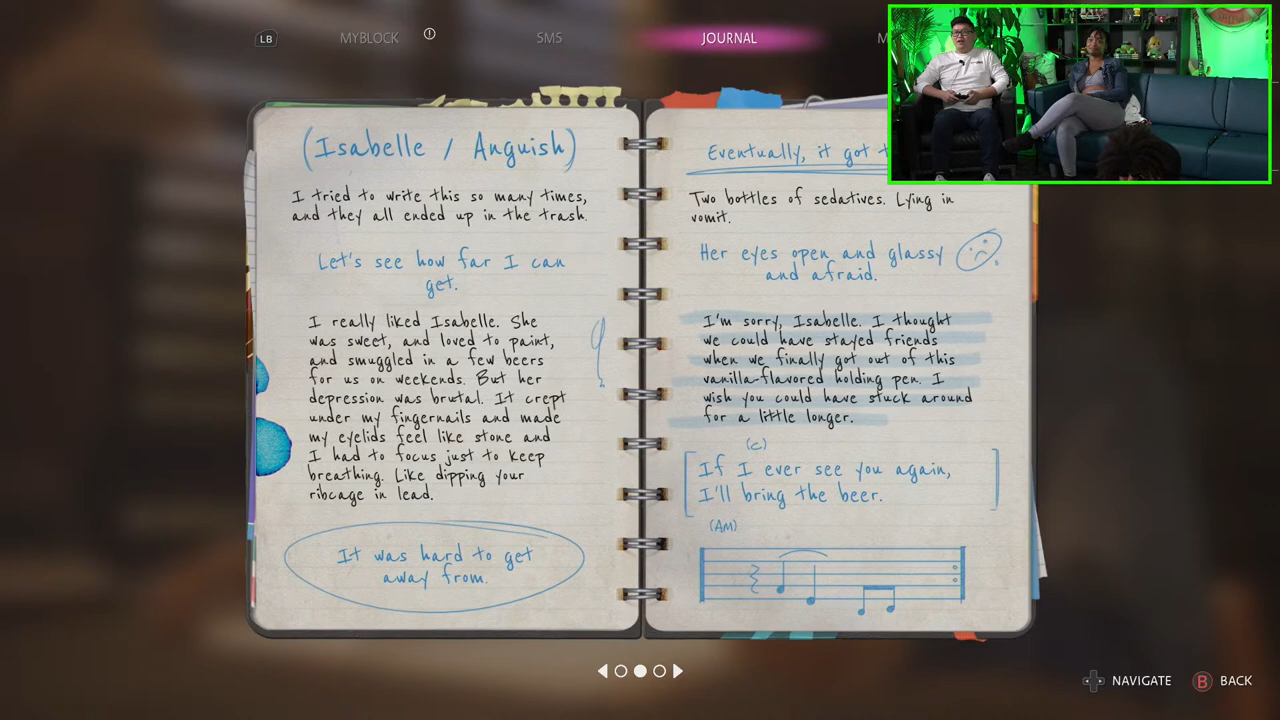 LB
MYBLOCK
SMS
JOURNAL
(Isabelle / Anguish)
I tried to write this so many times,
and they all ended up in the trash.
Let's see how far I can
get.
I really liked Isabelle. She
was sweet, and loved to paint,
and smuggled in a few beers
for us on weekends. But her
depression was brutal. It crept
under my fingernails and made
my eyelids feel like stone and
I had to focus just to keep
breathing. Like dipping your
ribcage in lead.
It was hard to get
away from.
Eventually, it got
Two bottles of sedatives. Lying in
vomit.
Her eyes open and glassy
and afraid.
I'm sorry, Isabelle. I thought
we could have stayed friends
when we finally got out of this
vanilla-flavored holding pen. I
wish you could have stuck around
for a little longer.
(C)
If I ever see you again,
I'll bring the beer.
(AM)
NAVIGATE
B BACK